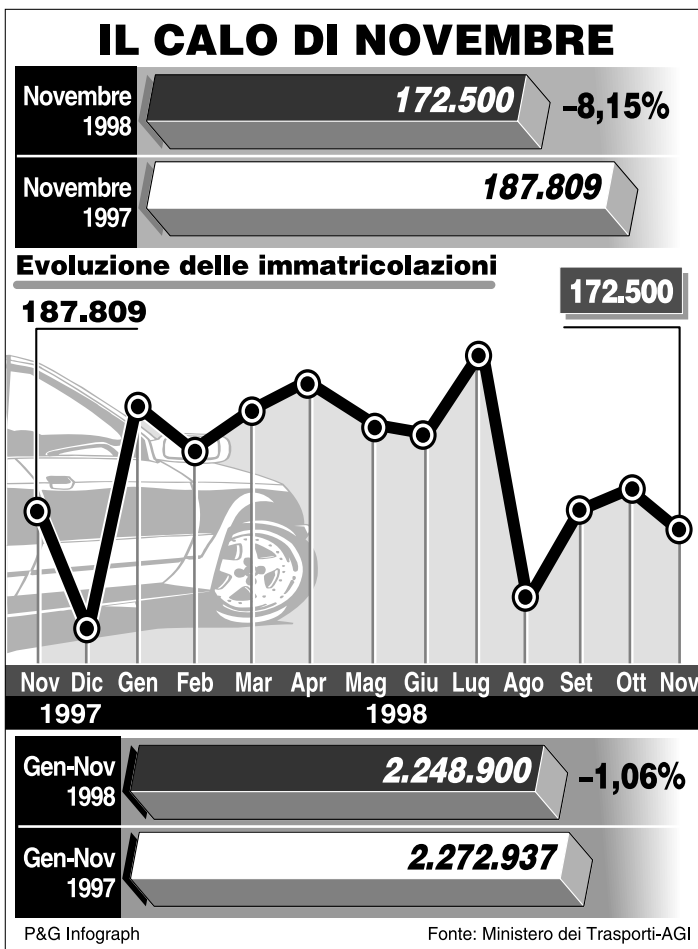 IL CALO DI NOVEMBRE
Novembre
1998
172.500
–8,15%
Novembre
1997
187.809
Evoluzione delle immatricolazioni
187.809
172.500
Nov Dic Gen Feb Mar Apr Mag Giu Lug Ago Set Ott Nov
1997 1998
Gen-Nov
1998
2.248.900
–1,06%
Gen-Nov
1997
2.272.937
P&G Infograph Fonte: Ministero dei Trasporti-AGI